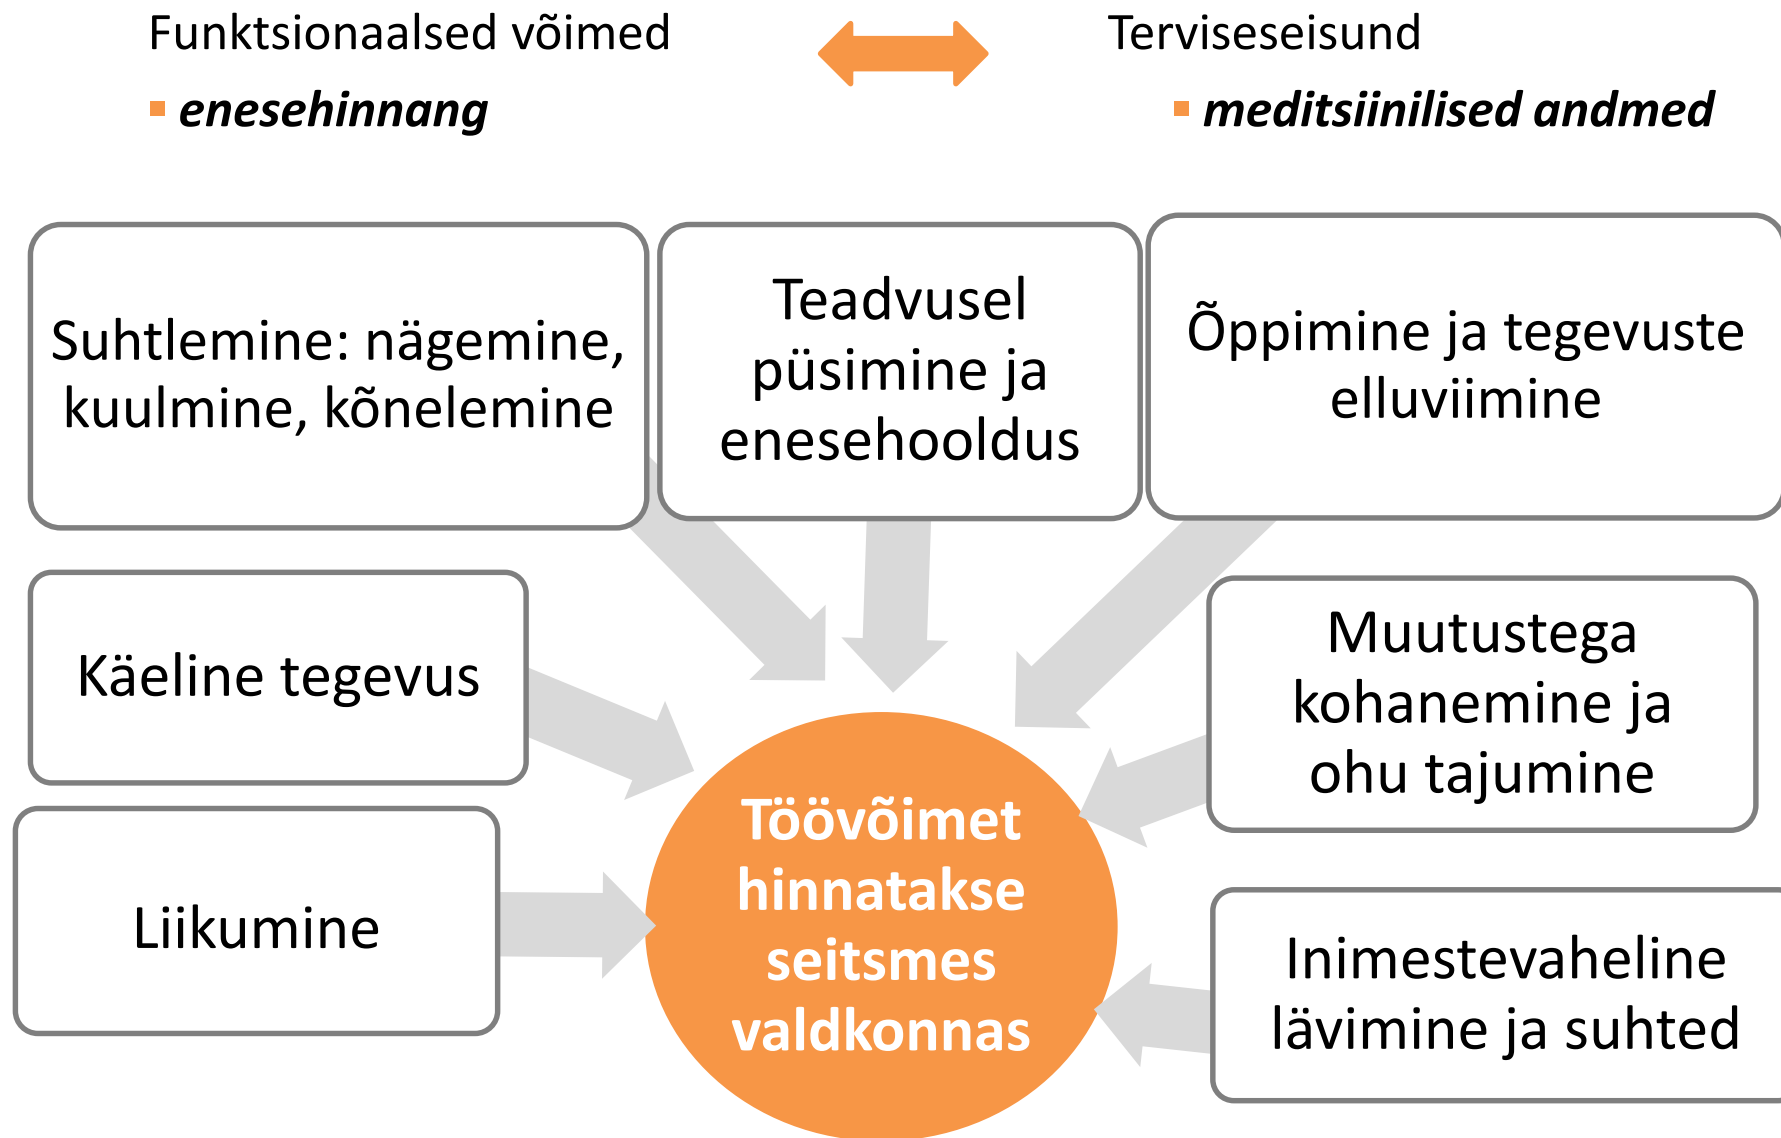 Funktsionaalsed võimed
enesehinnang
Terviseseisund
meditsiinilised andmed
Suhtlemine: nägemine,
kuulmine, kõnelemine
Teadvusel
püsimine ja
enesehooldus
Õppimine ja tegevuste
elluviimine
Käeline tegevus
Muutustega
kohanemine ja
ohu tajumine
Liikumine
Töövõimet
hinnatakse
seitsmes
valdkonnas
Inimestevaheline
lävimine ja suhted